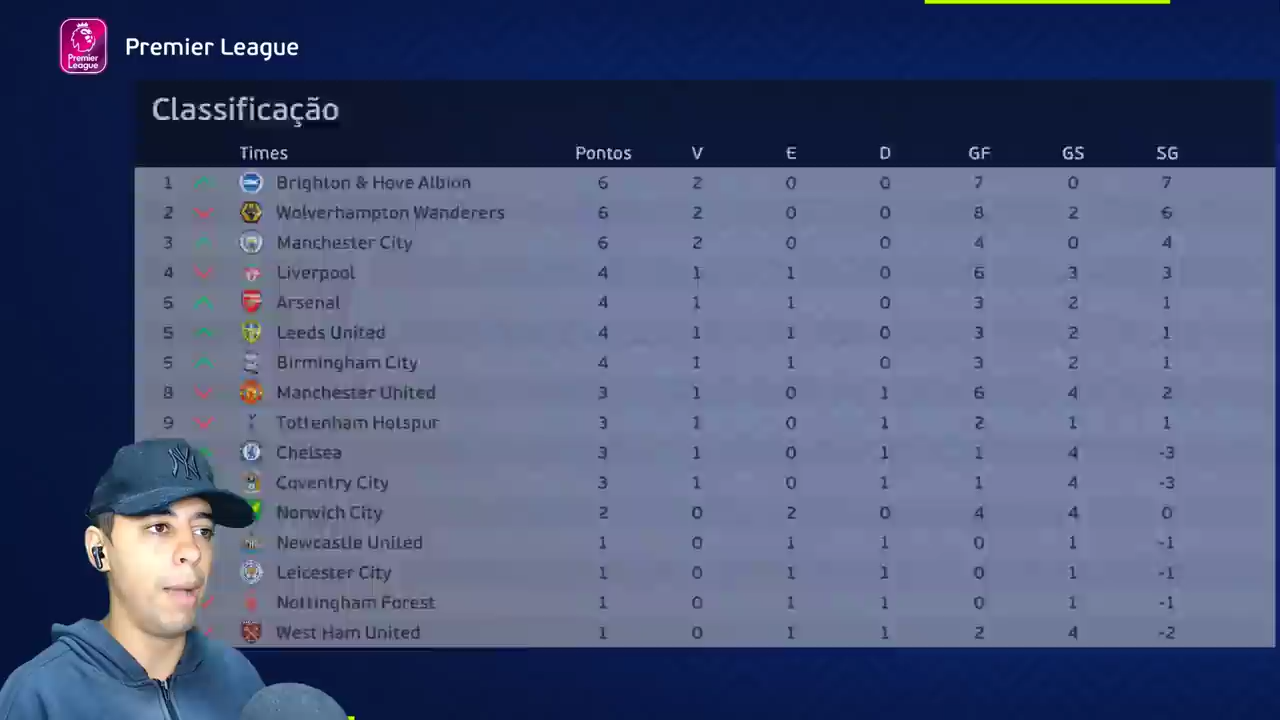 Premier League
Premier League
Classificação
Times Pontos V E D GF GS SG
1 Brighton & Hove Albion 6 2 0 0 7 0 7
2 Wolverhampton Wanderers 6 2 0 0 8 2 6
3 Manchester City 6 2 0 0 4 0 4
4 Liverpool 4 1 1 0 6 3 3
5 Arsenal 4 1 1 0 3 2 1
5 Leeds United 4 1 1 0 3 2 1
5 Birmingham City 4 1 1 0 3 2 1
8 Manchester United 3 1 0 1 6 4 2
9 Tottenham Hotspur 3 1 0 1 2 1 1
Chelsea 3 1 0 1 1 4 -3
Coventry City 3 1 0 1 1 4 -3
Norwich City 2 0 2 0 4 4 0
Newcastle United 1 0 1 1 0 1 -1
Leicester City 1 0 1 1 0 1 -1
Nottingham Forest 1 0 1 1 0 1 -1
West Ham United 1 0 1 1 2 4 -2
NY